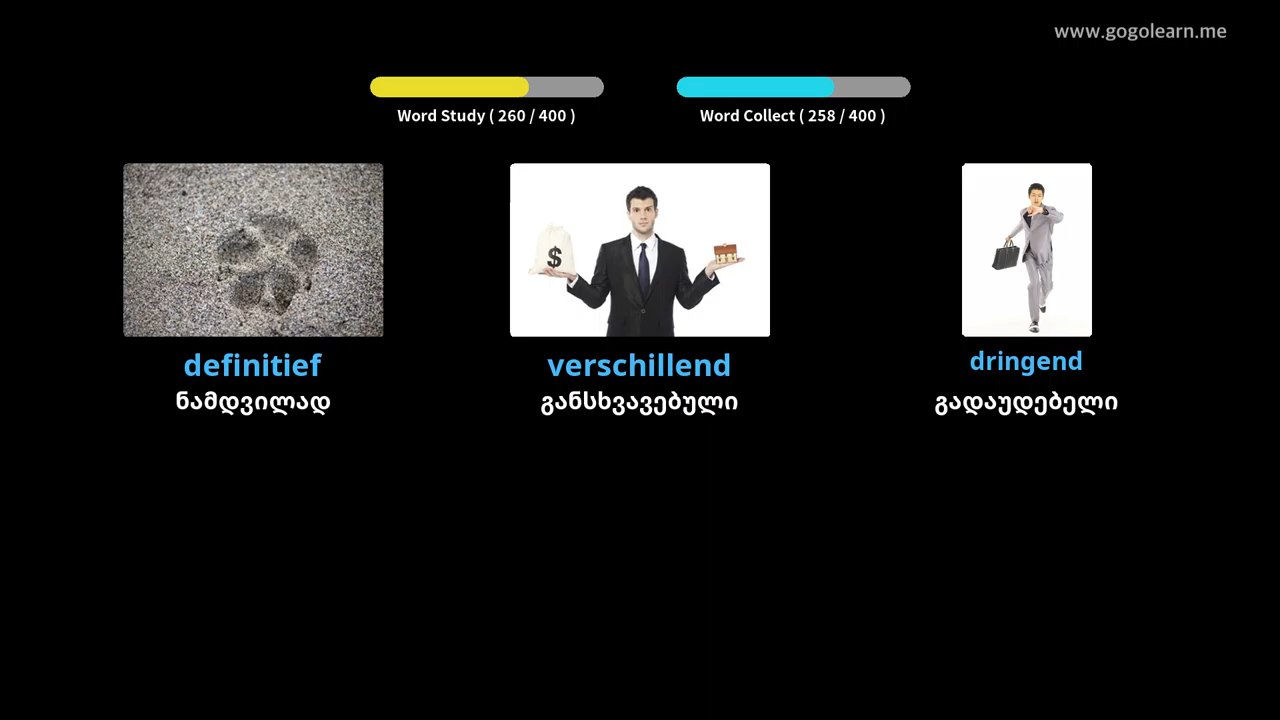 www.gogolearn.me
Word Study ( 260 / 400 )
Word Collect ( 258 / 400 )
$
definitief
verschillend
dringend
ნამდვილად
განსხვავებული
გადაუდებელი